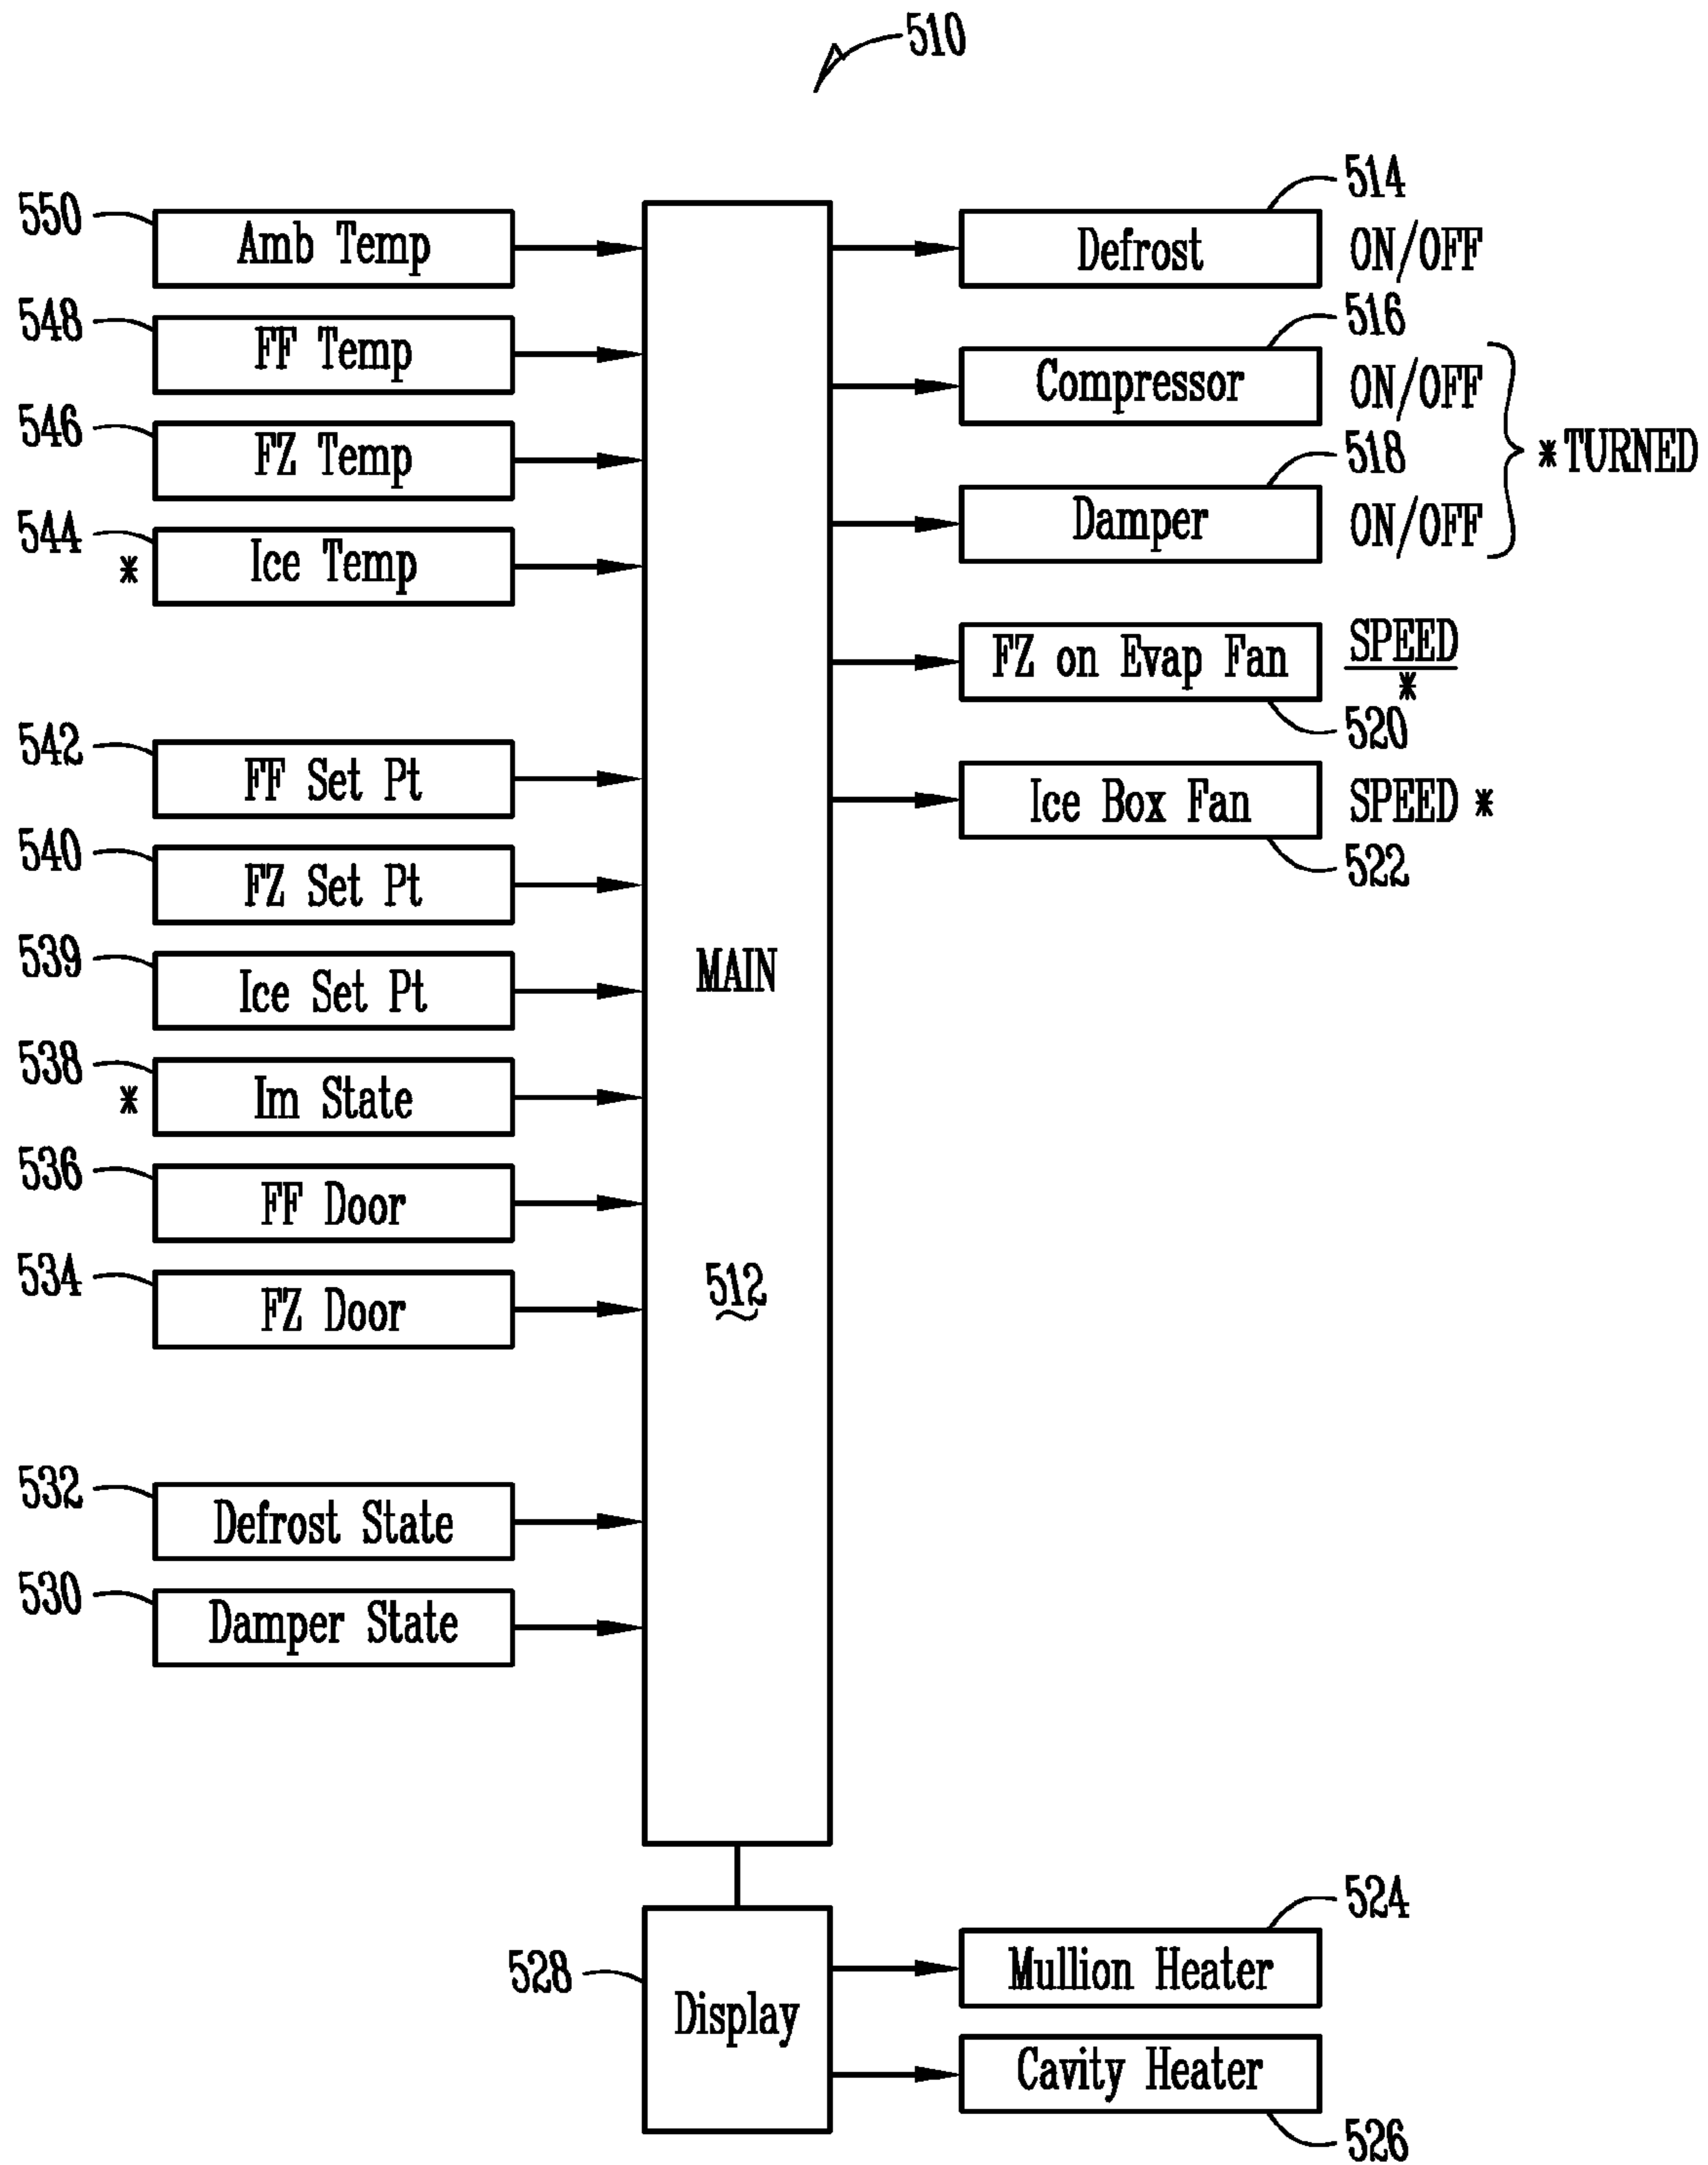 510
550 Amb Temp
548 FF Temp
546 FZ Temp
544 * Ice Temp
542 FF Set Pt
540 FZ Set Pt
539 Ice Set Pt
538 * Im State
536 FF Door
534 FZ Door
532 Defrost State
530 Damper State
MAIN
512
528 Display
514 Defrost ON/OFF
516 Compressor ON/OFF
518 Damper ON/OFF
* TURNED
FZ on Evap Fan SPEED
*
520
Ice Box Fan SPEED *
522
524
Mullion Heater
Cavity Heater
526